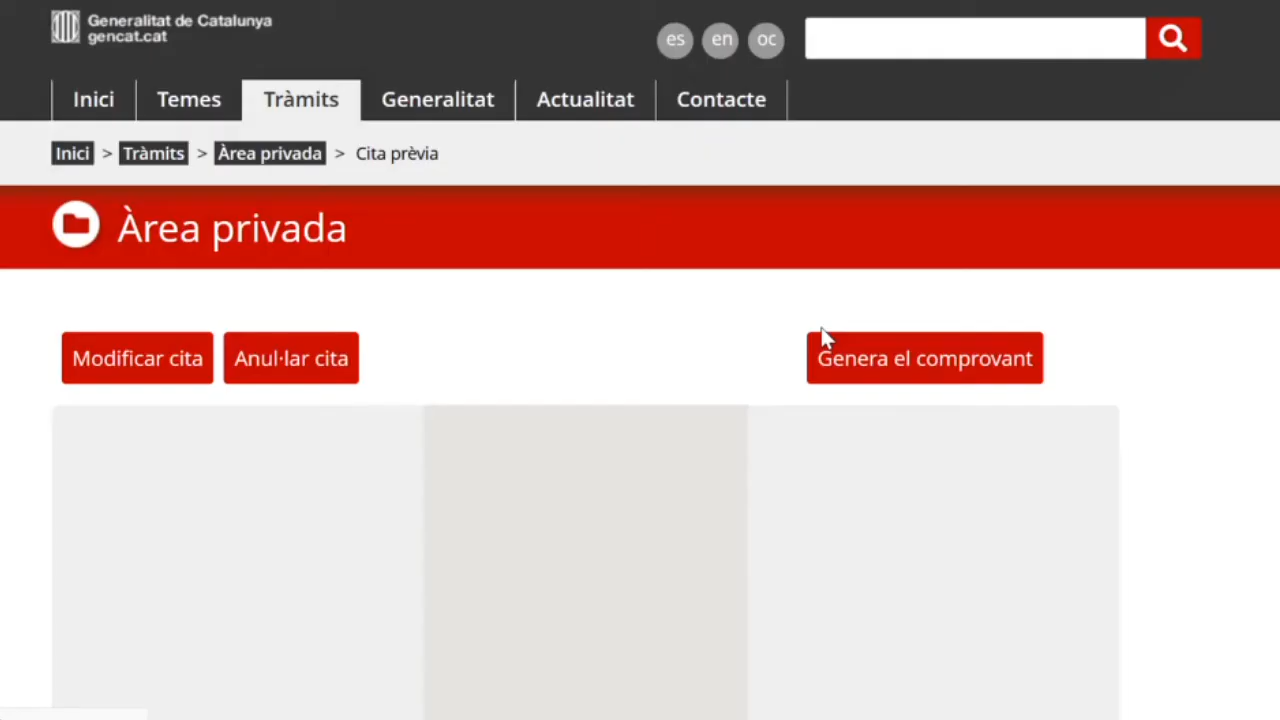 Generalitat de Catalunya
gencat.cat
es en oc
Inici Temes Tràmits Generalitat Actualitat Contacte
Inici > Tràmits > Àrea privada > Cita prèvia
Àrea privada
Modificar cita Anul·lar cita Genera el comprovant